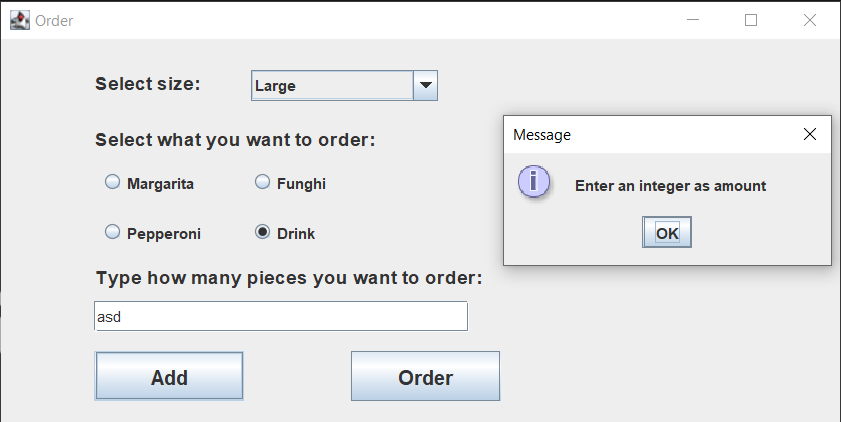 Order
Select size:
Large
Select what you want to order:
Margarita
Funghi
Pepperoni
Drink
Type how many pieces you want to order:
asd
Add
Order
Message
i
Enter an integer as amount
OK